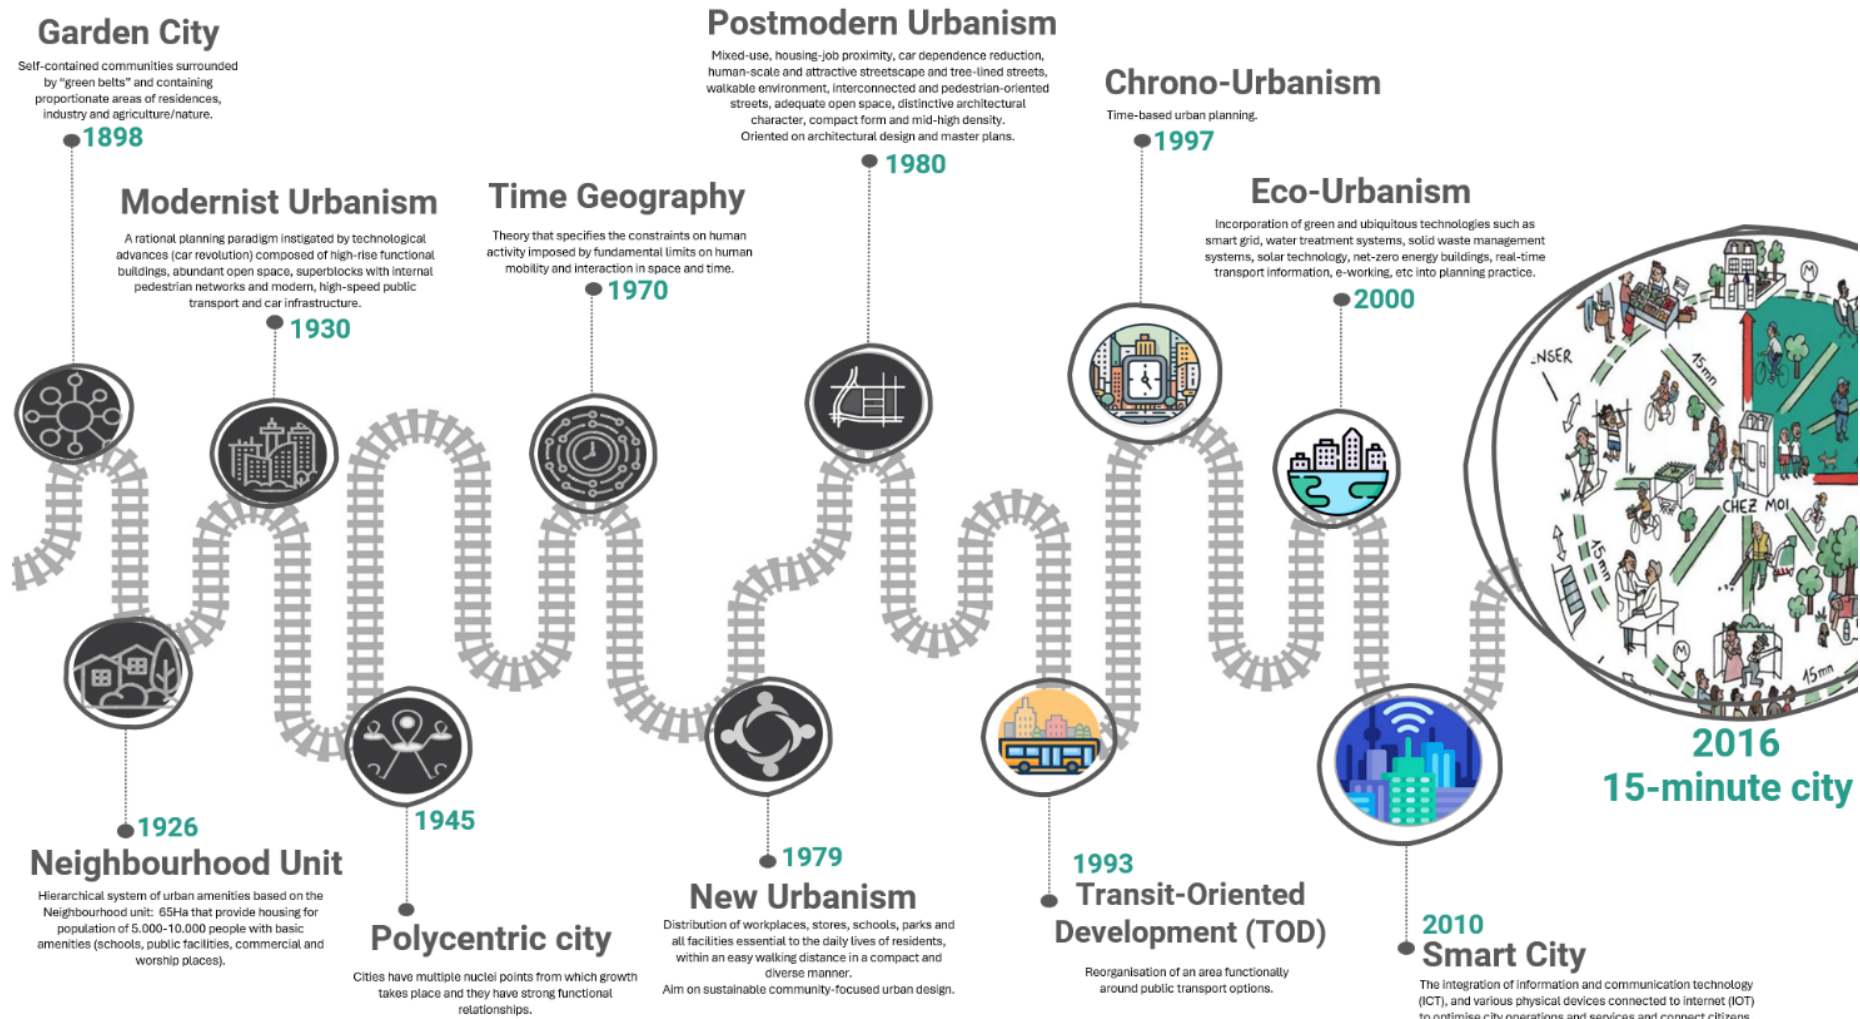 Garden City
Self-contained communities surrounded
by “green belts” and containing
proportionate areas of residences,
industry and agriculture/nature.
1898
Modernist Urbanism
A rational planning paradigm instigated by technological
advances (car revolution) composed of high-rise functional
buildings, abundant open space, superblocks with internal
pedestrian networks and modern, high-speed public
transport and car infrastructure.
1930
Time Geography
Theory that specifies the constraints on human
activity imposed by fundamental limits on human
mobility and interaction in space and time.
1970
Postmodern Urbanism
Mixed-use, housing-job proximity, car dependence reduction,
human-scale and attractive streetscape and tree-lined streets,
walkable environment, interconnected and pedestrian-oriented
streets, adequate open space, distinctive architectural
character, compact form and mid-high density.
Oriented on architectural design and master plans.
1980
Chrono-Urbanism
Time-based urban planning.
1997
Eco-Urbanism
Incorporation of green and ubiquitous technologies such as
smart grid, water treatment systems, solid waste management
systems, solar technology, net-zero energy buildings, real-time
transport information, e-working, etc into planning practice.
2000
1926
Neighbourhood Unit
Hierarchical system of urban amenities based on the
Neighbourhood unit: 65Ha that provide housing for
population of 5.000-10.000 people with basic
amenities (schools, public facilities, commercial and
worship places).
1945
Polycentric city
Cities have multiple nuclei points from which growth
takes place and they have strong functional
relationships.
1979
New Urbanism
Distribution of workplaces, stores, schools, parks and
all facilities essential to the daily lives of residents,
within an easy walking distance in a compact and
diverse manner.
Aim on sustainable community-focused urban design.
1993
Transit-Oriented
Development (TOD)
Reorganisation of an area functionally
around public transport options.
2010
Smart City
The integration of information and communication technology
(ICT), and various physical devices connected to internet (IOT)
to optimise city operations and services and connect citizens
M
NSER
15mn
CHEZ MOI
15mn
M
15mn
2016
15-minute city